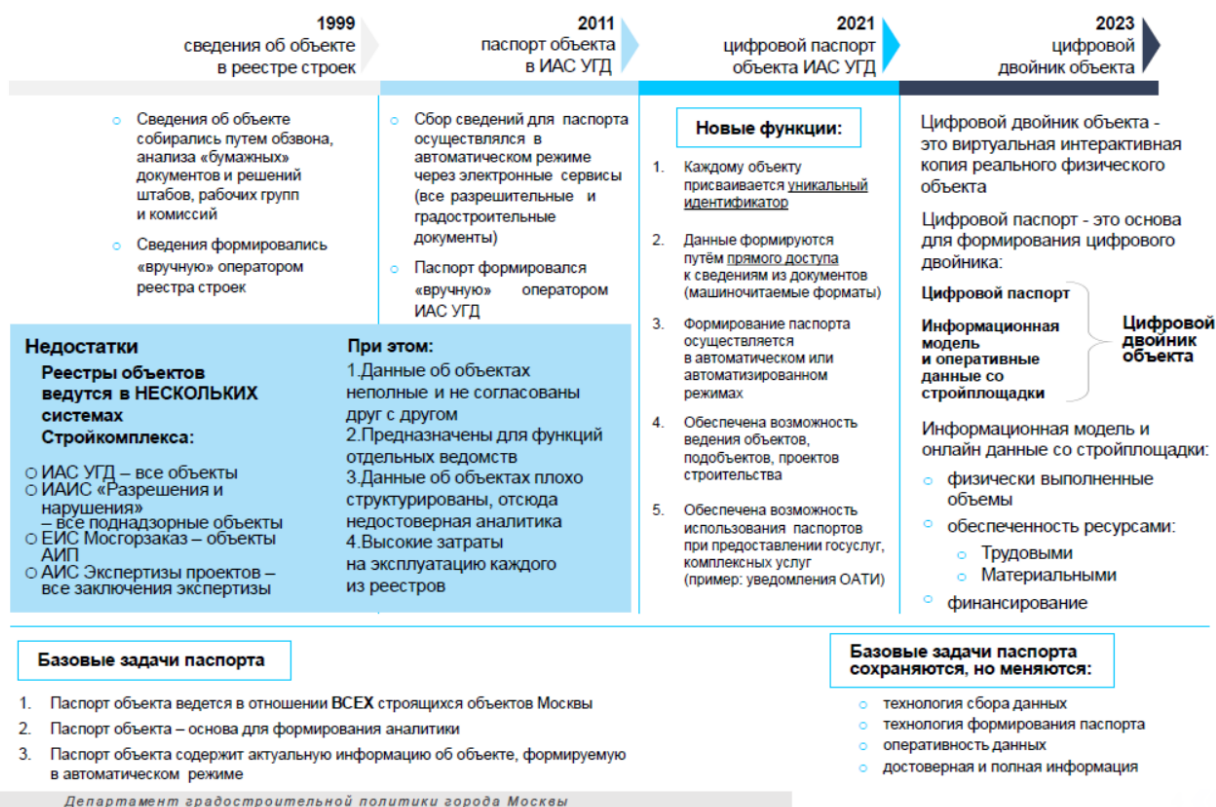 1999
сведения об объекте
в реестре строек
2011
паспорт объекта
в ИАС УГД
2021
цифровой паспорт
объекта ИАС УГД
2023
цифровой
двойник объекта
○ Сведения об объекте
собирались путем обзвона,
анализа «бумажных»
документов и решений
штабов, рабочих групп
и комиссий
○ Сведения формировались
«вручную» оператором
реестра строек
○ Сбор сведений для паспорта
осуществлялся в
автоматическом режиме
через электронные сервисы
(все разрешительные и
градостроительные
документы)
○ Паспорт формировался
«вручную» оператором
ИАС УГД
Недостатки
Реестры объектов
ведутся в НЕСКОЛЬКИХ
системах
Стройкомплекса:
○ ИАС УГД – все объекты
○ ИАИС «Разрешения и
нарушения»
– все поднадзорные объекты
○ ЕИС Мосгорзаказ – объекты
АИП
○ АИС Экспертизы проектов –
все заключения экспертизы
При этом:
1.Данные об объектах
неполные и не согласованы
друг с другом
2.Предназначены для функций
отдельных ведомств
3.Данные об объектах плохо
структурированы, отсюда
недостоверная аналитика
4.Высокие затраты
на эксплуатацию каждого
из реестров
Новые функции:
1. Каждому объекту
присваивается уникальный
идентификатор
2. Данные формируются
путём прямого доступа
к сведениям из документов
(машиночитаемые форматы)
3. Формирование паспорта
осуществляется
в автоматическом или
автоматизированном
режимах
4. Обеспечена возможность
ведения объектов,
подобъектов, проектов
строительства
5. Обеспечена возможность
использования паспортов
при предоставлении госуслуг,
комплексных услуг
(пример: уведомления ОАТИ)
Цифровой двойник объекта -
это виртуальная интерактивная
копия реального физического
объекта
Цифровой паспорт - это основа
для формирования цифрового
двойника:
Цифровой паспорт
Информационная
модель
и оперативные
данные со
стройплощадки
Цифровой
двойник
объекта
Информационная модель и
онлайн данные со стройплощадки:
○ физически выполненные
объемы
○ обеспеченность ресурсами:
○ Трудовыми
○ Материальными
○ финансирование
Базовые задачи паспорта
1. Паспорт объекта ведется в отношении ВСЕХ строящихся объектов Москвы
2. Паспорт объекта – основа для формирования аналитики
3. Паспорт объекта содержит актуальную информацию об объекте, формируемую
в автоматическом режиме
Базовые задачи паспорта
сохраняются, но меняются:
○ технология сбора данных
○ технология формирования паспорта
○ оперативность данных
○ достоверная и полная информация
Департамент градостроительной политики города Москвы